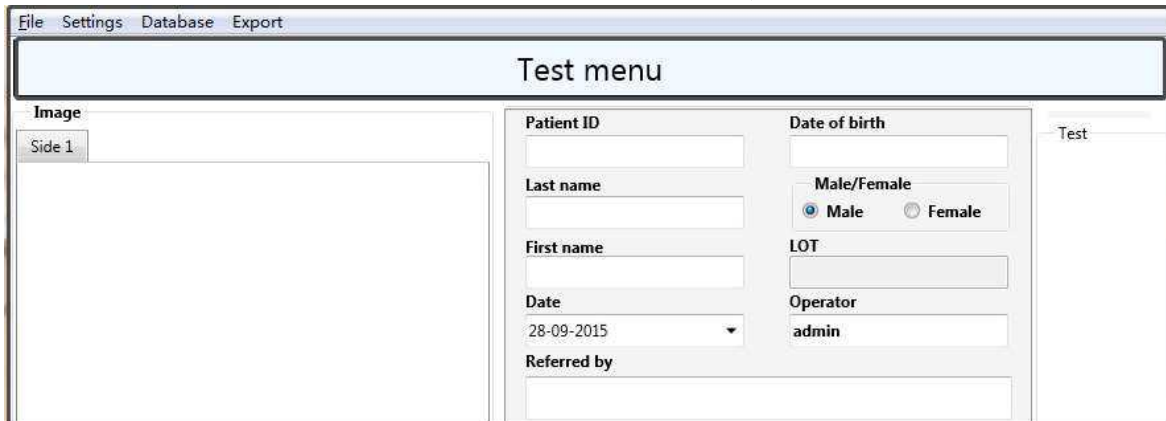 File Settings Database Export
Test menu
Image
Side 1
Patient ID
Date of birth
Last name
Male/Female
Male
Female
First name
LOT
Date
28-09-2015
Operator
admin
Referred by
Test